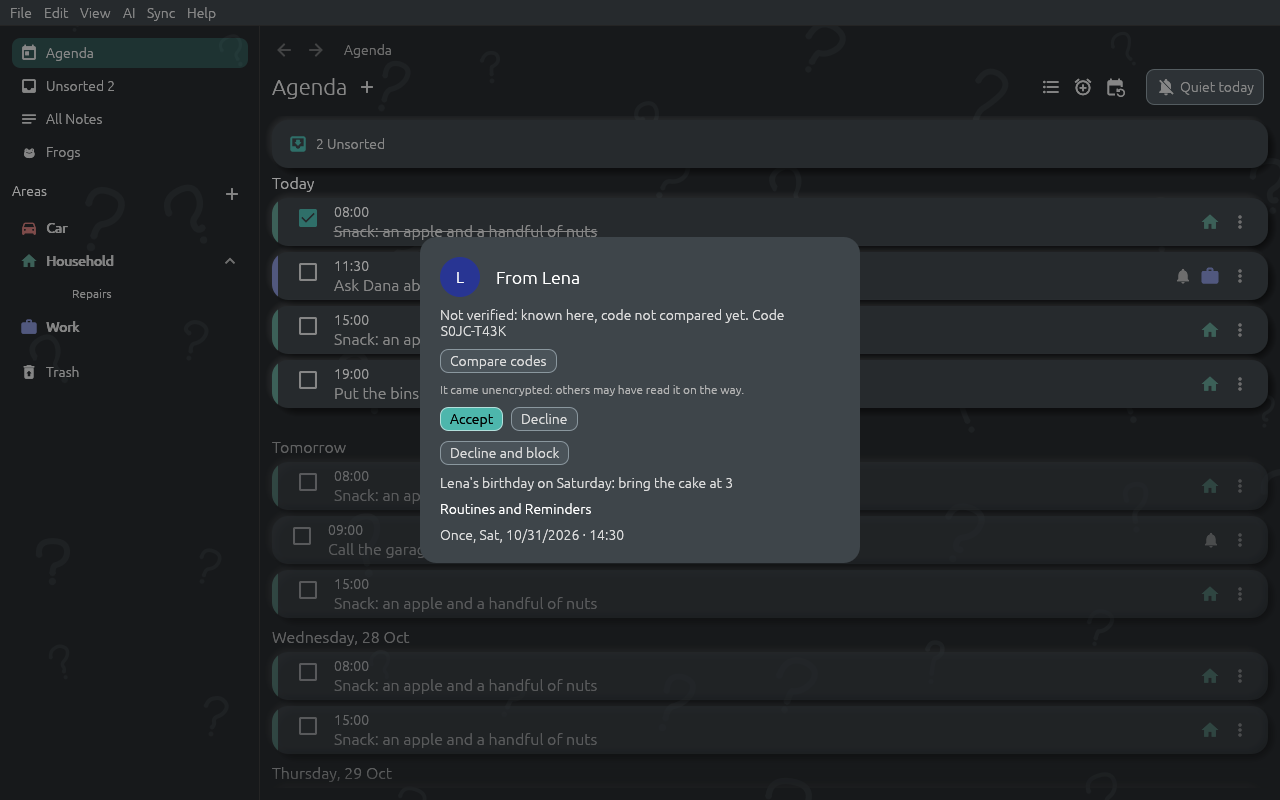 File Edit View AI Sync Help
Agenda
Unsorted 2
All Notes
Frogs
Areas
Car
Household
Repairs
Work
Trash
Agenda
Agenda
Quiet today
2 Unsorted
Today
08:00
Snack: an apple and a handful of nuts
11:30
Ask Dana
15:00
Snack: an
19:00
Put the bins
Tomorrow
08:00
Snack: an
09:00
Call the
15:00
Snack: an apple and a handful of nuts
Wednesday, 28 Oct
08:00
Snack: an apple and a handful of nuts
15:00
Snack: an apple and a handful of nuts
Thursday, 29 Oct
L
From Lena
Not verified: known here, code not compared yet. Code
S0JC-T43K
Compare codes
It came unencrypted: others may have read it on the way.
Accept
Decline
Decline and block
Lena's birthday on Saturday: bring the cake at 3
Routines and Reminders
Once, Sat, 10/31/2026 · 14:30